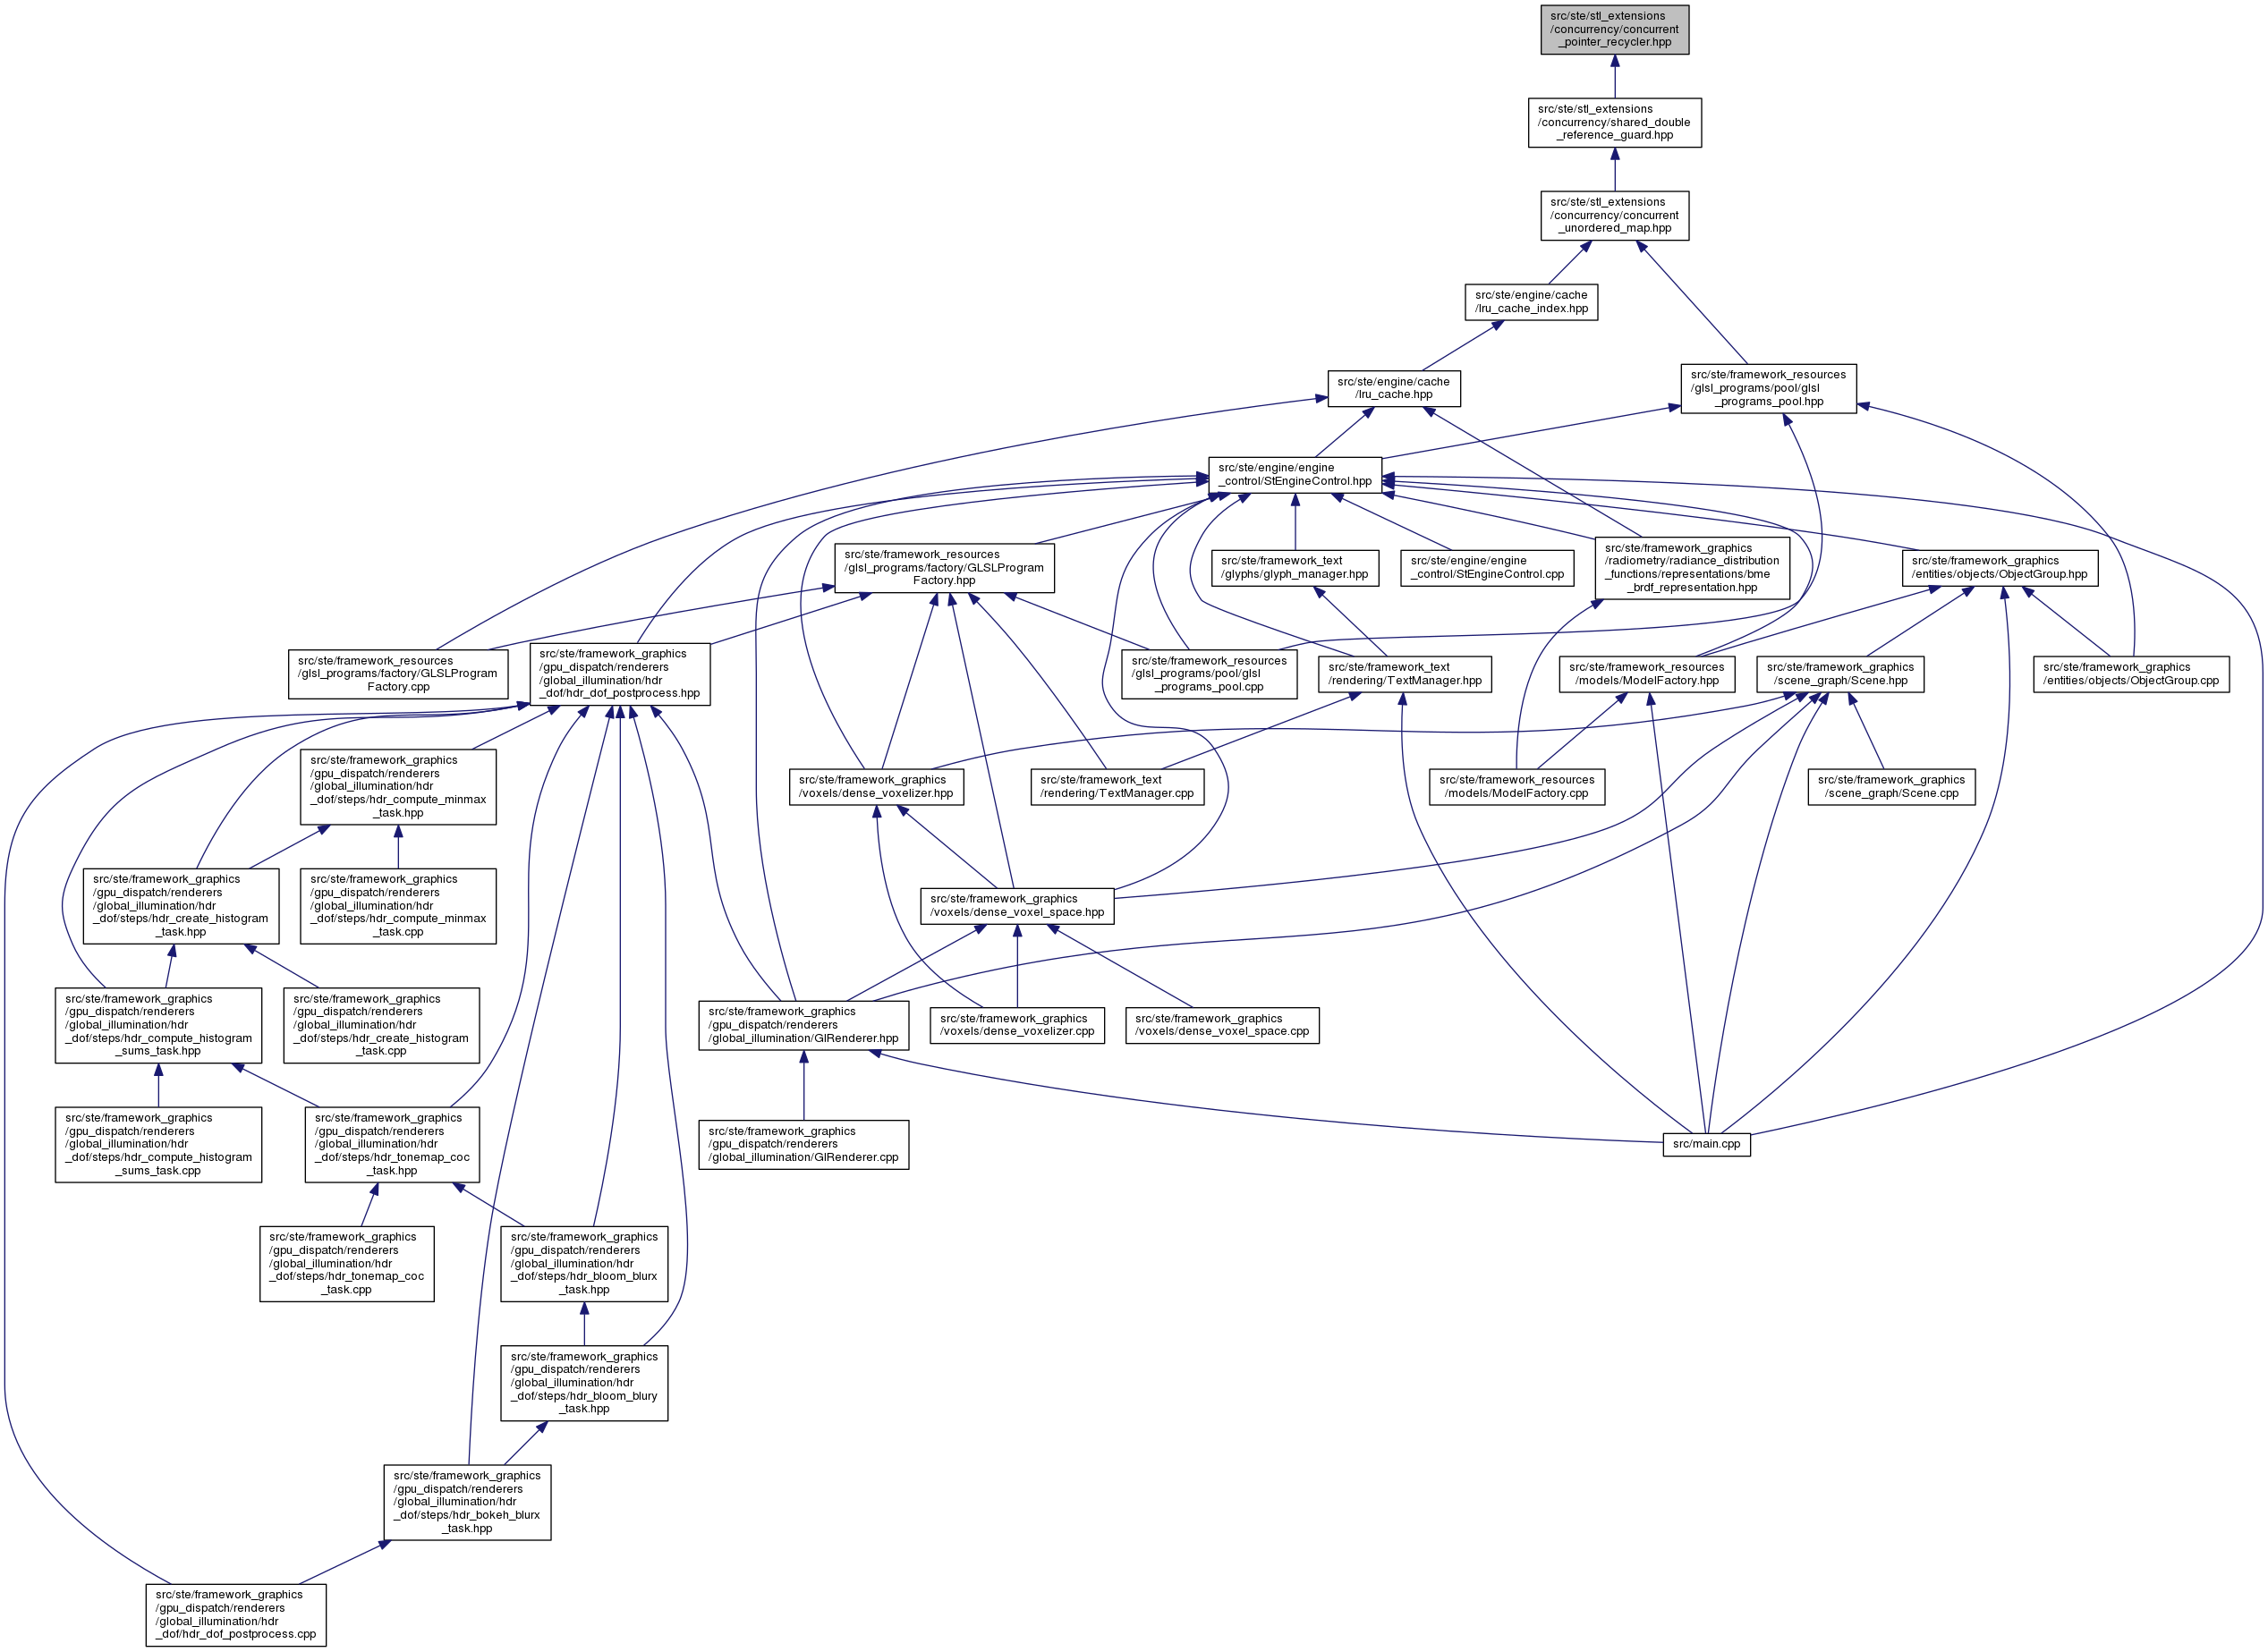 src/ste/stl_extensions
/concurrency/concurrent
_pointer_recycler.hpp
src/ste/stl_extensions
/concurrency/shared_double
_reference_guard.hpp
src/ste/stl_extensions
/concurrency/concurrent
_unordered_map.hpp
src/ste/engine/cache
/lru_cache_index.hpp
src/ste/framework_resources
/glsl_programs/pool/glsl
_programs_pool.hpp
src/ste/engine/cache
/lru_cache.hpp
src/ste/engine/engine
_control/StEngineControl.hpp
src/ste/framework_resources
/glsl_programs/factory/GLSLProgram
Factory.hpp
src/ste/framework_text
/glyphs/glyph_manager.hpp
src/ste/engine/engine
_control/StEngineControl.cpp
src/ste/framework_graphics
/radiometry/radiance_distribution
_functions/representations/bme
_brdf_representation.hpp
src/ste/framework_graphics
/entities/objects/ObjectGroup.hpp
src/ste/framework_resources
/glsl_programs/factory/GLSLProgram
Factory.cpp
src/ste/framework_graphics
/gpu_dispatch/renderers
/global_illumination/hdr
_dof/hdr_dof_postprocess.hpp
src/ste/framework_resources
/glsl_programs/pool/glsl
_programs_pool.cpp
src/ste/framework_text
/rendering/TextManager.hpp
src/ste/framework_resources
/models/ModelFactory.hpp
src/ste/framework_graphics
/scene_graph/Scene.hpp
src/ste/framework_graphics
/entities/objects/ObjectGroup.cpp
src/ste/framework_graphics
/gpu_dispatch/renderers
/global_illumination/hdr
_dof/steps/hdr_compute_minmax
_task.hpp
src/ste/framework_graphics
/voxels/dense_voxelizer.hpp
src/ste/framework_text
/rendering/TextManager.cpp
src/ste/framework_resources
/models/ModelFactory.cpp
src/ste/framework_graphics
/scene_graph/Scene.cpp
src/ste/framework_graphics
/gpu_dispatch/renderers
/global_illumination/hdr
_dof/steps/hdr_create_histogram
_task.hpp
src/ste/framework_graphics
/gpu_dispatch/renderers
/global_illumination/hdr
_dof/steps/hdr_compute_minmax
_task.cpp
src/ste/framework_graphics
/voxels/dense_voxel_space.hpp
src/ste/framework_graphics
/gpu_dispatch/renderers
/global_illumination/hdr
_dof/steps/hdr_compute_histogram
_sums_task.hpp
src/ste/framework_graphics
/gpu_dispatch/renderers
/global_illumination/hdr
_dof/steps/hdr_create_histogram
_task.cpp
src/ste/framework_graphics
/gpu_dispatch/renderers
/global_illumination/GIRenderer.hpp
src/ste/framework_graphics
/voxels/dense_voxelizer.cpp
src/ste/framework_graphics
/voxels/dense_voxel_space.cpp
src/ste/framework_graphics
/gpu_dispatch/renderers
/global_illumination/hdr
_dof/steps/hdr_compute_histogram
_sums_task.cpp
src/ste/framework_graphics
/gpu_dispatch/renderers
/global_illumination/hdr
_dof/steps/hdr_tonemap_coc
_task.hpp
src/ste/framework_graphics
/gpu_dispatch/renderers
/global_illumination/GIRenderer.cpp
src/main.cpp
src/ste/framework_graphics
/gpu_dispatch/renderers
/global_illumination/hdr
_dof/steps/hdr_tonemap_coc
_task.cpp
src/ste/framework_graphics
/gpu_dispatch/renderers
/global_illumination/hdr
_dof/steps/hdr_bloom_blurx
_task.hpp
src/ste/framework_graphics
/gpu_dispatch/renderers
/global_illumination/hdr
_dof/steps/hdr_bloom_blury
_task.hpp
src/ste/framework_graphics
/gpu_dispatch/renderers
/global_illumination/hdr
_dof/steps/hdr_bokeh_blurx
_task.hpp
src/ste/framework_graphics
/gpu_dispatch/renderers
/global_illumination/hdr
_dof/hdr_dof_postprocess.cpp